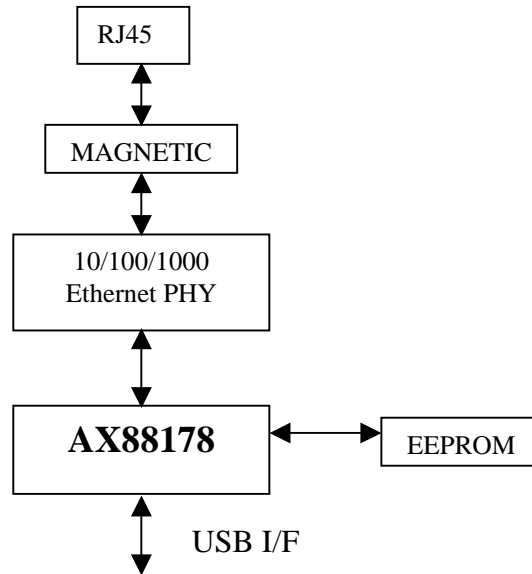 RJ45
MAGNETIC
10/100/1000
Ethernet PHY
AX88178
EEPROM
USB I/F